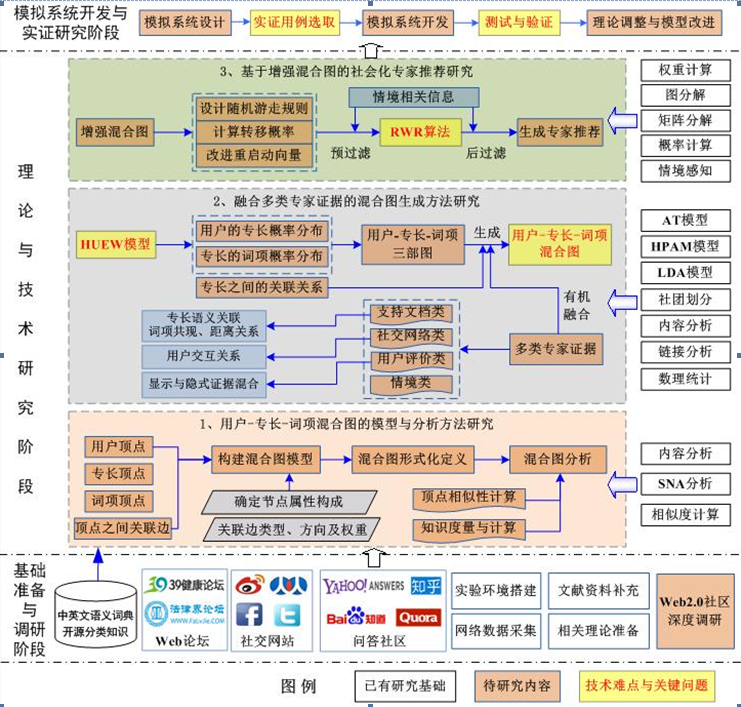 模拟系统开发与
实证研究阶段
模拟系统设计
实证用例选取
模拟系统开发
测试与验证
理论调整与模型改进
理论与技术研究阶段
3、基于增强混合图的社会化专家推荐研究
增强混合图
设计随机游走规则
计算转移概率
改进重启动向量
情境相关信息
预过滤
RWR算法
后过滤
生成专家推荐
权重计算
图分解
矩阵分解
概率计算
情境感知
2、融合多类专家证据的混合图生成方法研究
HUEW模型
用户的专长概率分布
专长的词项概率分布
专长之间的关联关系
用户-专长-词项
三部图
生成
用户-专长-词项
混合图
有机
融合
专长语义关联
词项共现、距离关系
用户交互关系
显示与隐式证据混合
支持文档类
社交网络类
用户评价类
情境类
多类专家证据
AT模型
HPAM模型
LDA模型
社团划分
内容分析
链接分析
数理统计
1、用户-专长-词项混合图的模型与分析方法研究
用户顶点
专长顶点
词项顶点
顶点之间关联边
构建混合图模型
混合图形式化定义
混合图分析
确定节点属性构成
关联边类型、方向及权重
顶点相似性计算
知识度量与计算
内容分析
SNA分析
相似度计算
基础
准备
与
调研
阶段
中英文语义词典
开源分类知识
39健康论坛
法律界论坛
WWW.FALVJIE.COM
Web论坛
社交网站
YAHOO! ANSWERS
知乎
Bai du 知道
Quora
问答社区
实验环境搭建
文献资料补充
网络数据采集
相关理论准备
Web2.0社区
深度调研
图 例
已有研究基础
待研究内容
技术难点与关键问题